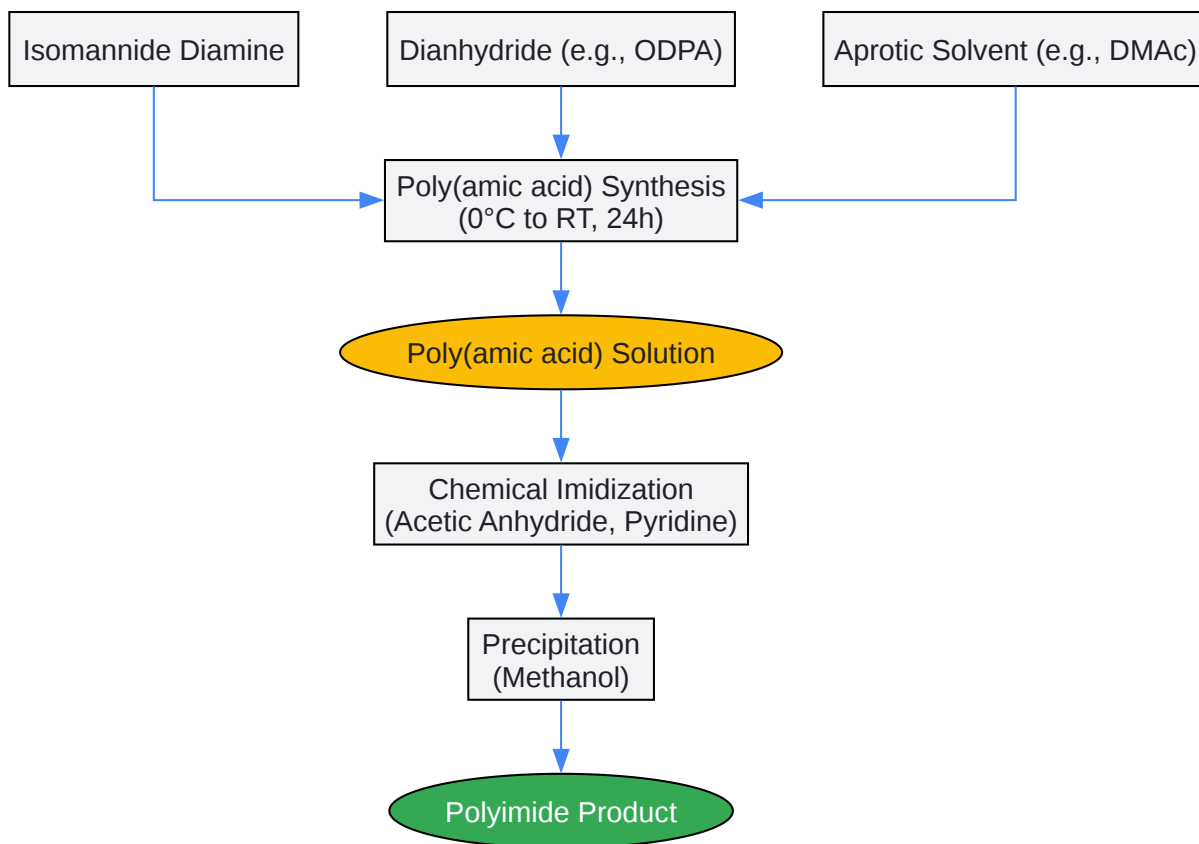 Isomannide Diamine
Dianhydride (e.g., ODPA)
Aprotic Solvent (e.g., DMAc)
Poly(amic acid) Synthesis
(0°C to RT, 24h)
Poly(amic acid) Solution
Chemical Imidization
(Acetic Anhydride, Pyridine)
Precipitation
(Methanol)
Polyimide Product